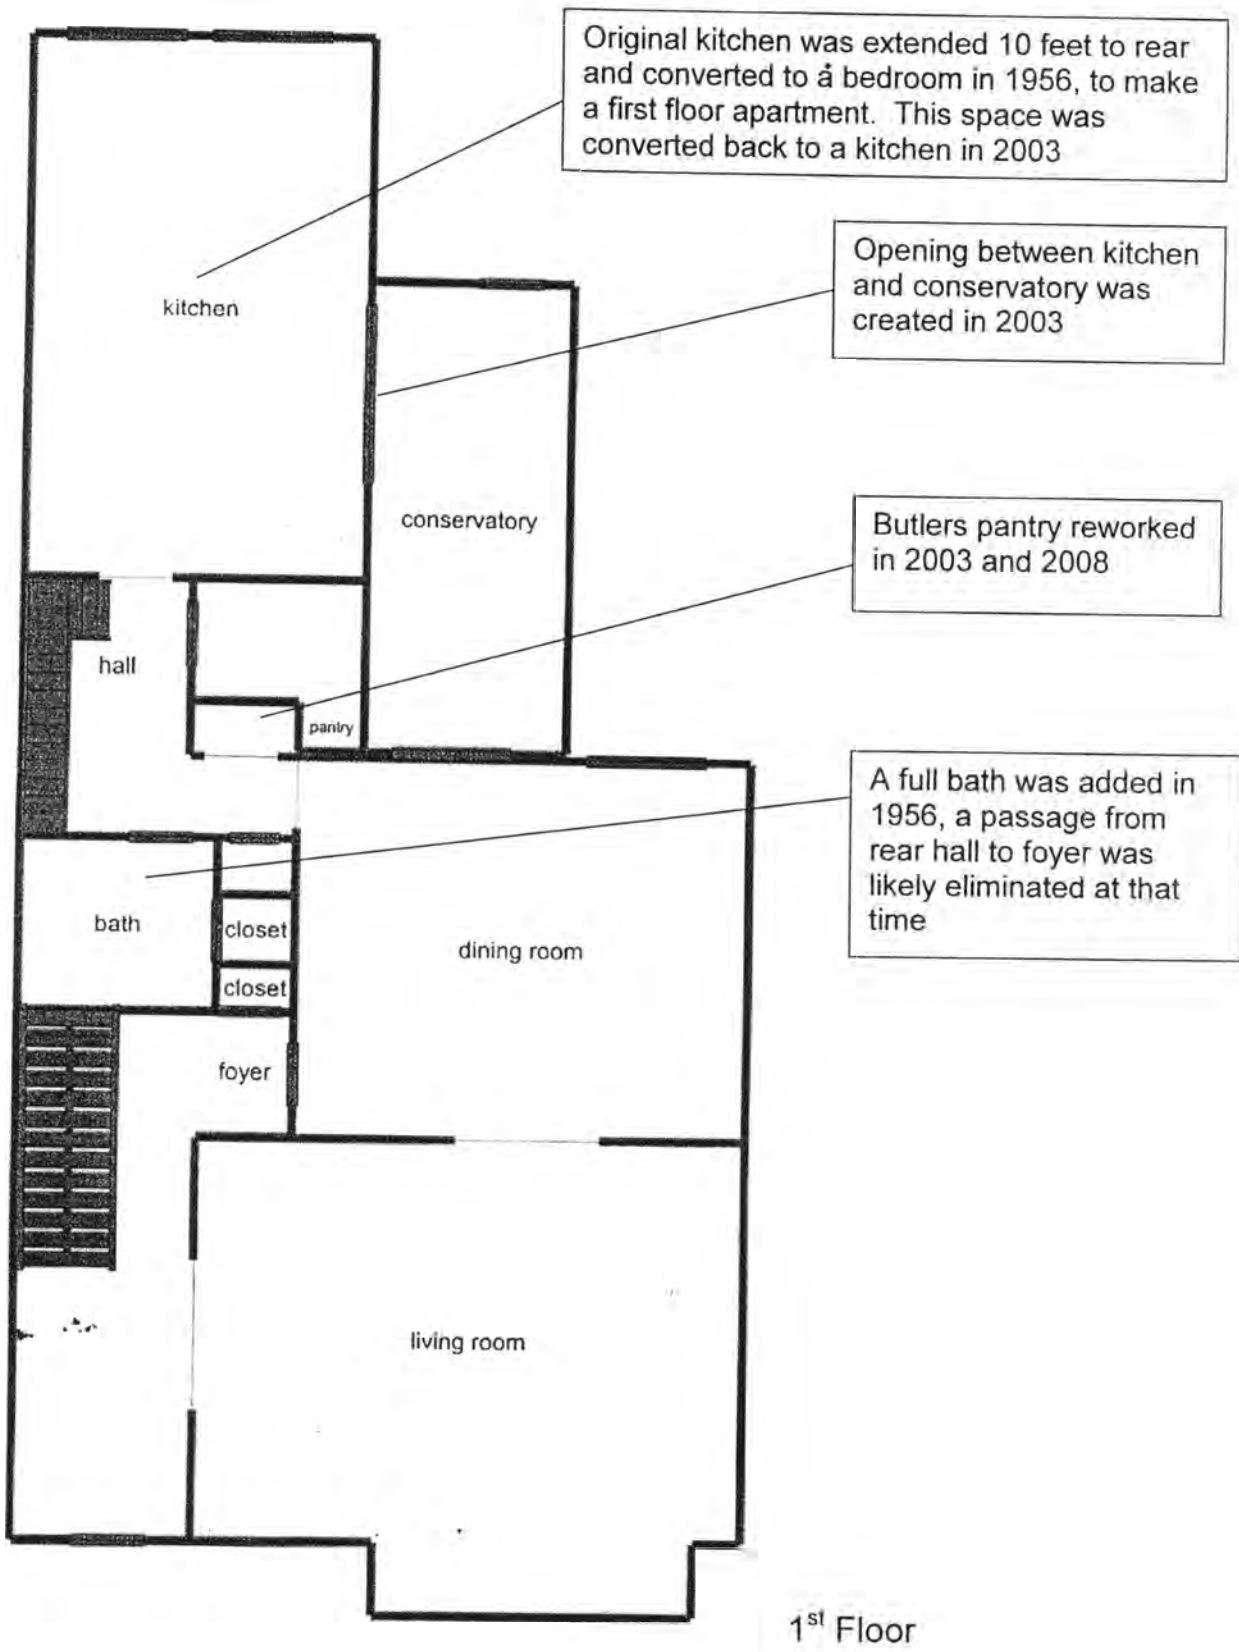 Original kitchen was extended 10 feet to rear
and converted to å bedroom in 1956, to make
a first floor apartment. This space was
converted back to a kitchen in 2003
Opening between kitchen
and conservatory was
created in 2003
kitchen
conservatory
Butlers pantry reworked
in 2003 and 2008
hall
pantry
A full bath was added in
1956, a passage from
rear hall to foyer was
likely eliminated at that
time
bath
closet
dining room
closet
foyer
living room
1st Floor